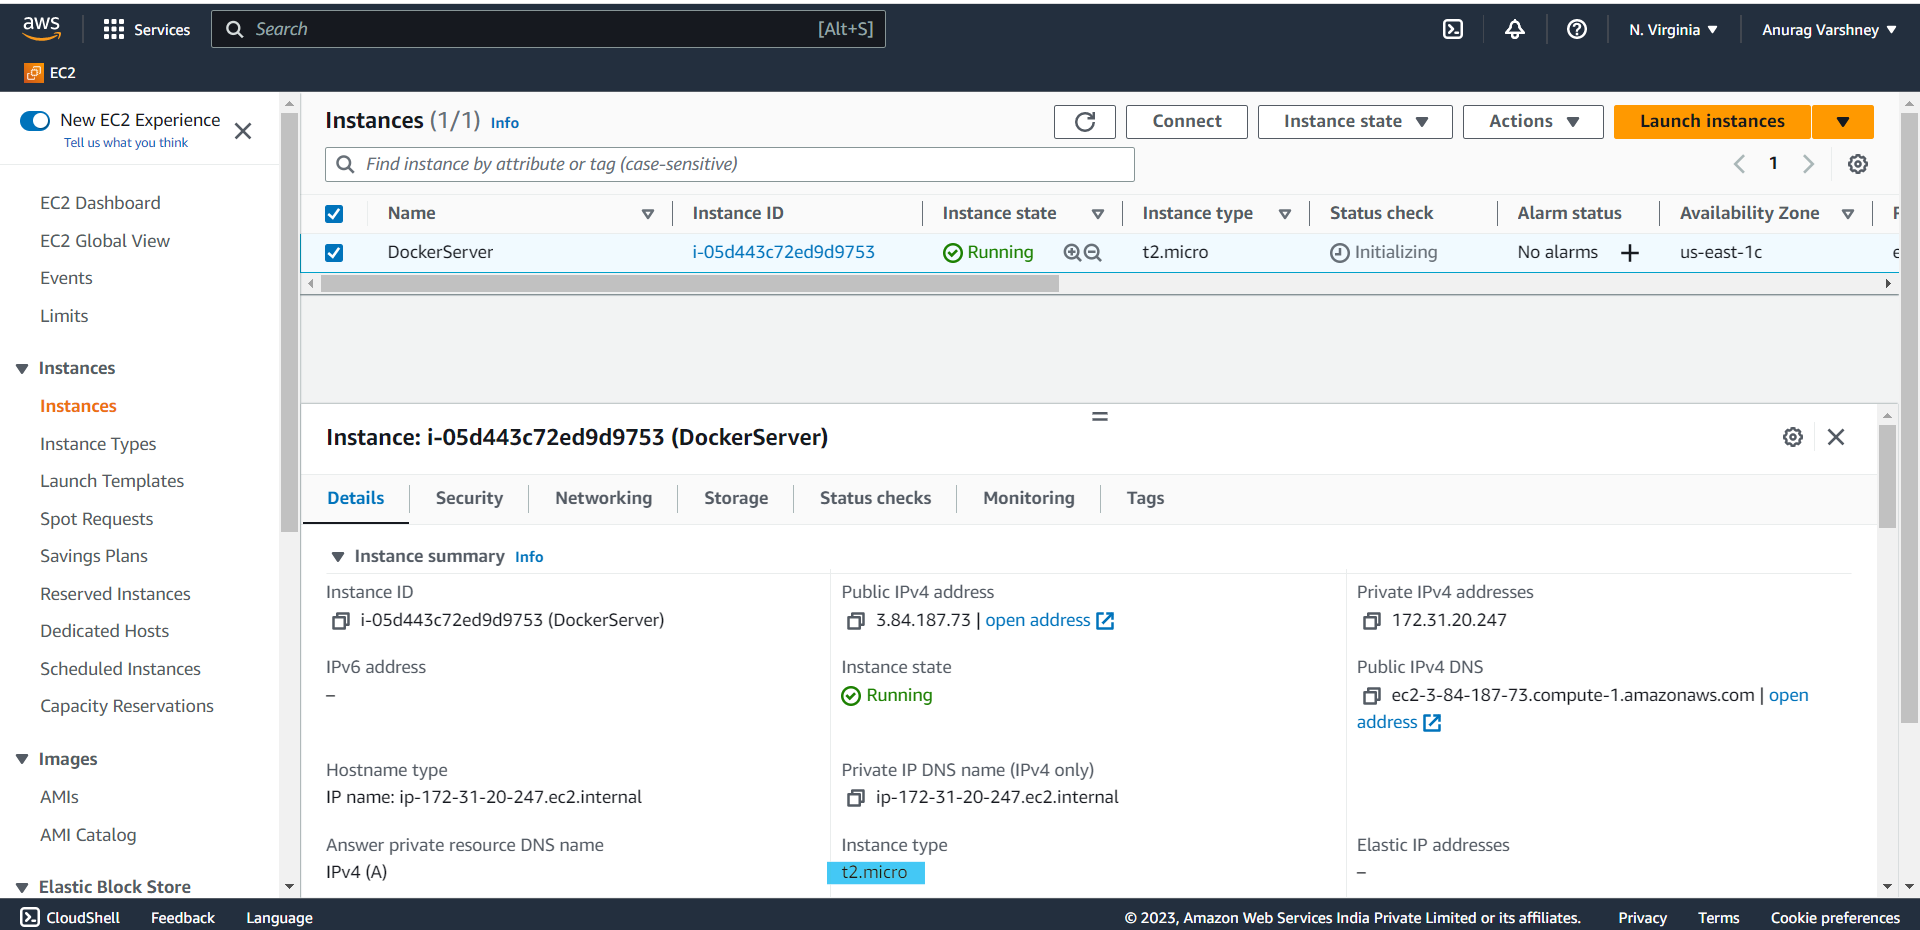 aws
Services
Search
[Alt+S]
N. Virginia
Anurag Varshney
EC2
New EC2 Experience
Tell us what you think
EC2 Dashboard
EC2 Global View
Events
Limits
Instances
Instances
Instance Types
Launch Templates
Spot Requests
Savings Plans
Reserved Instances
Dedicated Hosts
Scheduled Instances
Capacity Reservations
Images
AMIs
AMI Catalog
Elastic Block Store
Instances (1/1) Info
Connect
Instance state
Actions
Launch instances
Find instance by attribute or tag (case-sensitive)
1
Name Instance ID Instance state Instance type Status check Alarm status Availability Zone
DockerServer i-05d443c72ed9d9753 Running t2.micro Initializing No alarms us-east-1c
Instance: i-05d443c72ed9d9753 (DockerServer)
Details Security Networking Storage Status checks Monitoring Tags
Instance summary Info
Instance ID
i-05d443c72ed9d9753 (DockerServer)
Public IPv4 address
3.84.187.73 | open address
Private IPv4 addresses
172.31.20.247
IPv6 address
–
Instance state
Running
Public IPv4 DNS
ec2-3-84-187-73.compute-1.amazonaws.com | open
address
Hostname type
IP name: ip-172-31-20-247.ec2.internal
Private IP DNS name (IPv4 only)
ip-172-31-20-247.ec2.internal
Answer private resource DNS name
IPv4 (A)
Instance type
t2.micro
Elastic IP addresses
–
CloudShell Feedback Language
© 2023, Amazon Web Services India Private Limited or its affiliates. Privacy Terms Cookie preferences